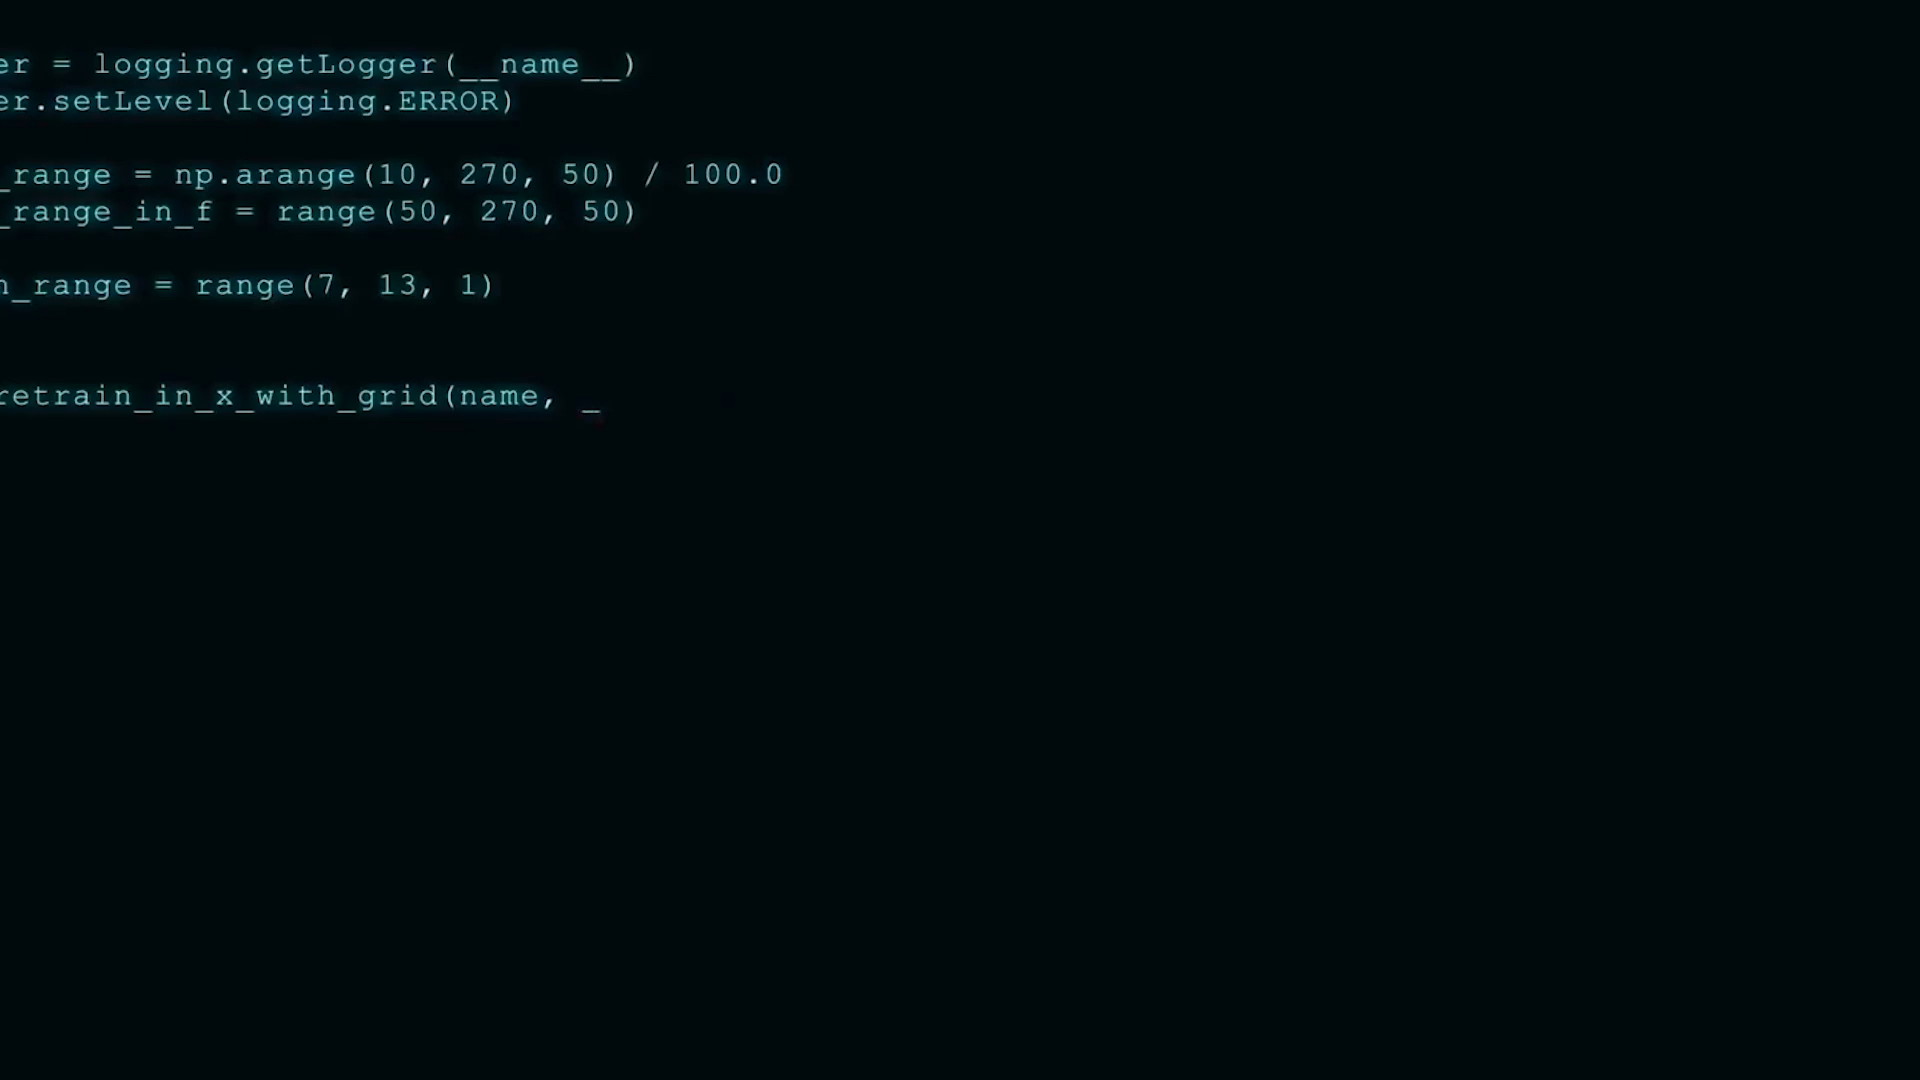 er = logging.getLogger(__name__)
er.setLevel(logging.ERROR)
_range = np.arange(10, 270, 50) / 100.0
_range_in_f = range(50, 270, 50)
n_range = range(7, 13, 1)
retrain_in_x_with_grid(name, _